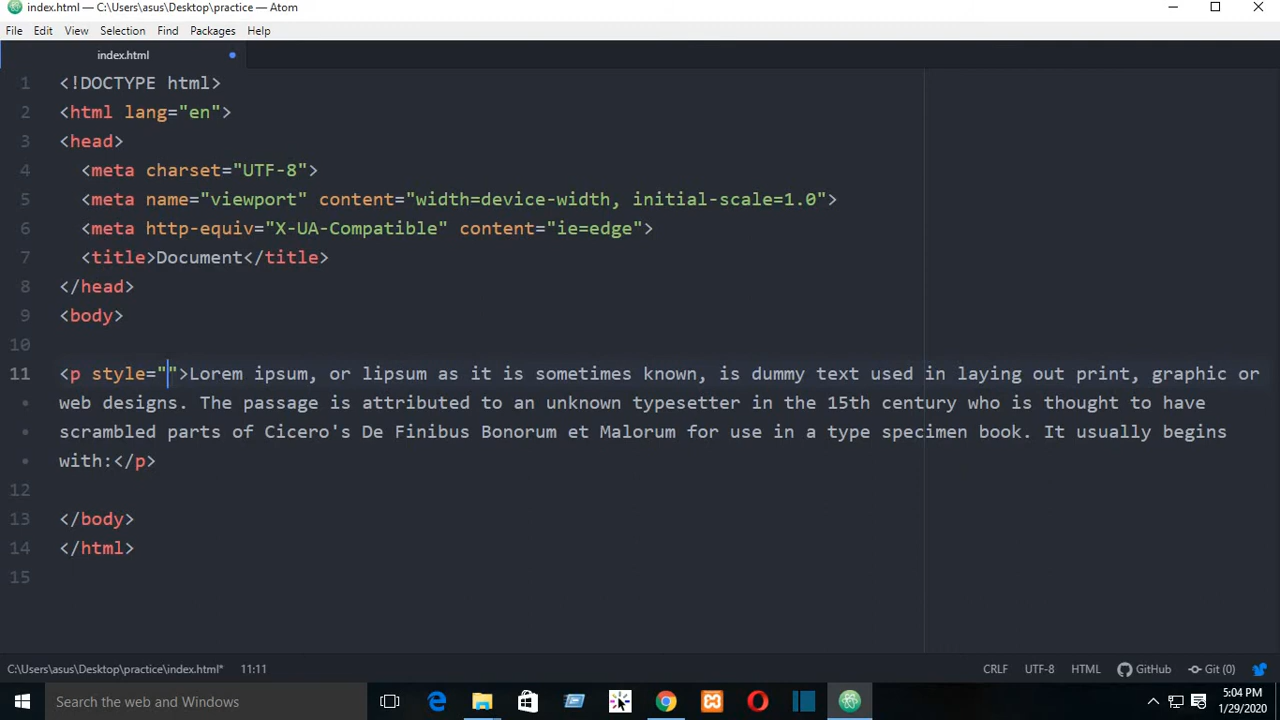 index.html — C:\Users\asus\Desktop\practice — Atom
File Edit View Selection Find Packages Help
index.html
1 <!DOCTYPE html>
2 <html lang="en">
3 <head>
4 <meta charset="UTF-8">
5 <meta name="viewport" content="width=device-width, initial-scale=1.0">
6 <meta http-equiv="X-UA-Compatible" content="ie=edge">
7 <title>Document</title>
8 </head>
9 <body>
10
11 <p style="">Lorem ipsum, or lipsum as it is sometimes known, is dummy text used in laying out print, graphic or
• web designs. The passage is attributed to an unknown typesetter in the 15th century who is thought to have
• scrambled parts of Cicero's De Finibus Bonorum et Malorum for use in a type specimen book. It usually begins
• with:</p>
12
13 </body>
14 </html>
15
C:\Users\asus\Desktop\practice\index.html* 11:11 CRLF UTF-8 HTML GitHub Git (0)
Search the web and Windows
5:04 PM
1/29/2020